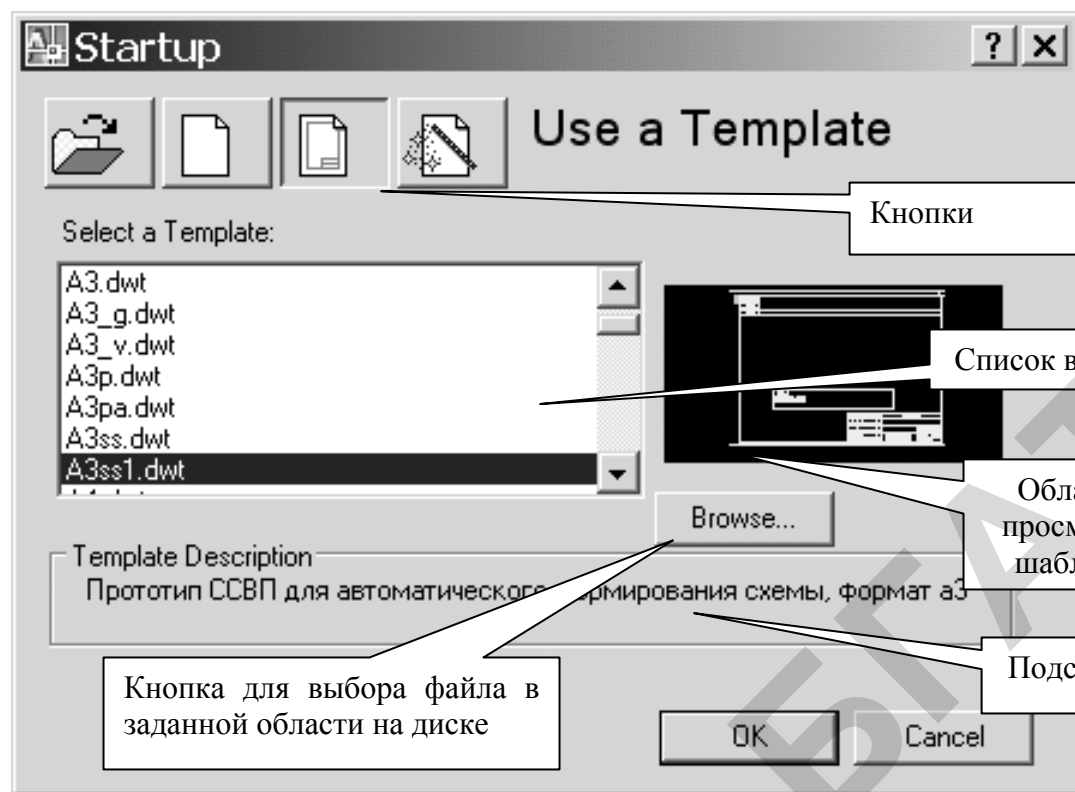 Startup
Use a Template
Кнопки
Select a Template:
A3.dwt
A3_g.dwt
A3_v.dwt
A3p.dwt
A3pa.dwt
A3ss.dwt
A3ss1.dwt
Список в
Обла
просм
шабл
Browse...
Template Description
Прототип ССВП для автоматического формирования схемы, формат а3
Подс
Кнопка для выбора файла в
заданной области на диске
OK
Cancel
БГАТ